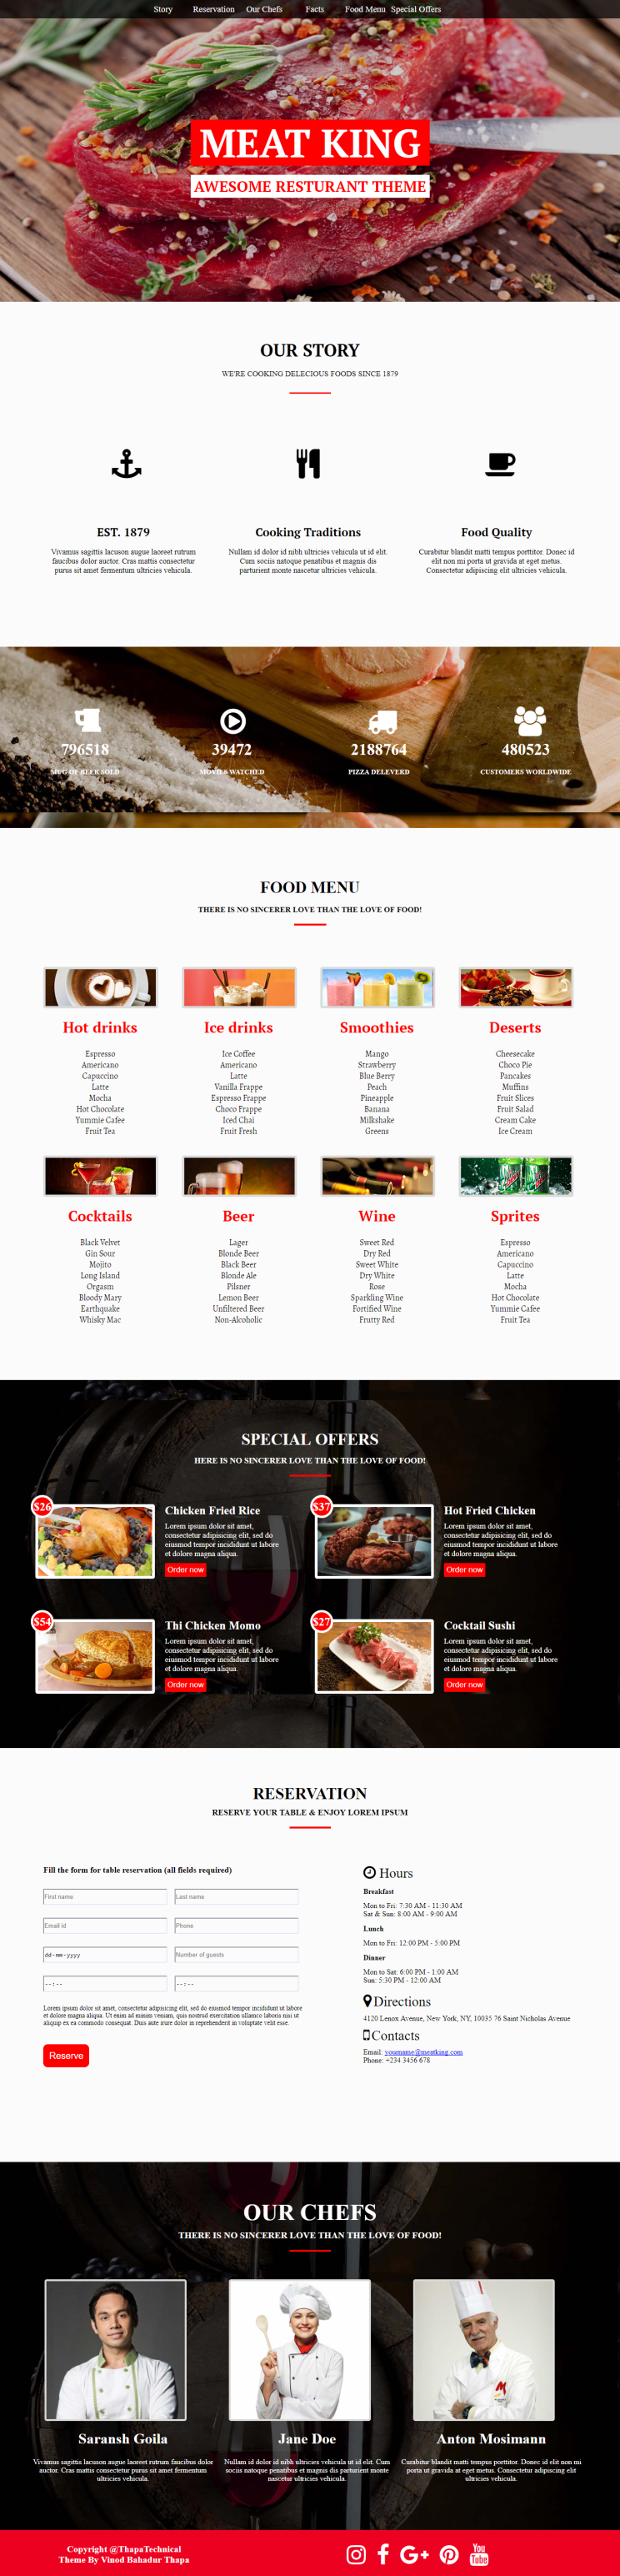 Story Reservation Our Chefs Facts Food Menu Special Offers
MEAT KING
AWESOME RESTURANT THEME
OUR STORY
WE'RE COOKING DELECIOUS FOODS SINCE 1879
EST. 1879
Vivamus sagittis lacuson augue laoreet rutrum
faucibus dolor auctor. Cras mattis consectetur
purus sit amet fermentum ultricies vehicula.
Cooking Traditions
Nullam id dolor id nibh ultricies vehicula ut id elit.
Cum sociis natoque penatibus et magnis dis
parturient monte nascetur ultricies vehicula.
Food Quality
Curabitur blandit matti tempus porttitor. Donec id
elit non mi porta ut gravida at eget metus.
Consectetur adipiscing elit ultricies vehicula.
796518
MUG OF BEER SOLD
39472
MOVIES WATCHED
2188764
PIZZA DELEVERD
480523
CUSTOMERS WORLDWIDE
FOOD MENU
THERE IS NO SINCERER LOVE THAN THE LOVE OF FOOD!
Hot drinks
Espresso
Americano
Capuccino
Latte
Mocha
Hot Chocolate
Yummie Cafee
Fruit Tea
Ice drinks
Ice Coffee
Americano
Latte
Vanilla Frappe
Espresso Frappe
Choco Frappe
Iced Chai
Fruit Fresh
Smoothies
Mango
Strawberry
Blue Berry
Peach
Pineapple
Banana
Milkshake
Greens
Deserts
Cheesecake
Choco Pie
Pancakes
Muffins
Fruit Slices
Fruit Salad
Cream Cake
Ice Cream
Cocktails
Black Velvet
Gin Sour
Mojito
Long Island
Orgasm
Bloody Mary
Earthquake
Whisky Mac
Beer
Lager
Blonde Beer
Black Beer
Blonde Ale
Pilsner
Lemon Beer
Unfiltered Beer
Non-Alcoholic
Wine
Sweet Red
Dry Red
Sweet White
Dry White
Rose
Sparkling Wine
Fortified Wine
Frutty Red
Sprites
Espresso
Americano
Capuccino
Latte
Mocha
Hot Chocolate
Yummie Cafee
Fruit Tea
SPECIAL OFFERS
HERE IS NO SINCERER LOVE THAN THE LOVE OF FOOD!
$26
Chicken Fried Rice
Lorem ipsum dolor sit amet,
consectetur adipisicing elit, sed do
eiusmod tempor incididunt ut labore
et dolore magna aliqua.
Order now
$37
Hot Fried Chicken
Lorem ipsum dolor sit amet,
consectetur adipisicing elit, sed do
eiusmod tempor incididunt ut labore
et dolore magna aliqua.
Order now
$54
Thi Chicken Momo
Lorem ipsum dolor sit amet,
consectetur adipisicing elit, sed do
eiusmod tempor incididunt ut labore
et dolore magna aliqua.
Order now
$27
Cocktail Sushi
Lorem ipsum dolor sit amet,
consectetur adipisicing elit, sed do
eiusmod tempor incididunt ut labore
et dolore magna aliqua.
Order now
RESERVATION
RESERVE YOUR TABLE & ENJOY LOREM IPSUM
Fill the form for table reservation (all fields required)
First name Last name
Email id Phone
dd-mm-yyyy Number of guests
--:-- --:--
Lorem ipsum dolor sit amet, consectetur adipisicing elit, sed do eiusmod tempor incididunt ut labore
et dolore magna aliqua. Ut enim ad minim veniam, quis nostrud exercitation ullamco laboris nisi ut
aliquip ex ea commodo consequat. Duis aute irure dolor in reprehenderit in voluptate velit esse.
Reserve
Hours
Breakfast
Mon to Fri: 7:30 AM - 11:30 AM
Sat & Sun: 8:00 AM - 9:00 AM
Lunch
Mon to Fri: 12:00 PM - 5:00 PM
Dinner
Mon to Sat: 6:00 PM - 1:00 AM
Sun: 5:30 PM - 12:00 AM
Directions
4120 Lenox Avenue, New York, NY, 10035 76 Saint Nicholas Avenue
Contacts
Email: yourname@meatking.com
Phone: +234 3456 678
OUR CHEFS
THERE IS NO SINCERER LOVE THAN THE LOVE OF FOOD!
Saransh Goila
Vivamus sagittis lacuson augue laoreet rutrum faucibus dolor
auctor. Cras mattis consectetur purus sit amet fermentum
ultricies vehicula.
Jane Doe
Nullam id dolor id nibh ultricies vehicula ut id elit. Cum
sociis natoque penatibus et magnis dis parturient monte
nascetur ultricies vehicula.
Anton Mosimann
Curabitur blandit matti tempus porttitor. Donec id elit non mi
porta ut gravida at eget metus. Consectetur adipiscing elit
ultricies vehicula.
Copyright @ThapaTechnical
Theme By Vinod Bahadur Thapa
You
Tube